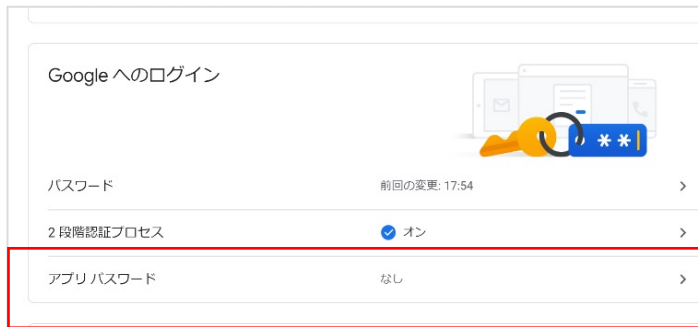 Google へのログイン
**
パスワード
前回の変更: 17:54
2 段階認証プロセス
オン
アプリ パスワード
なし